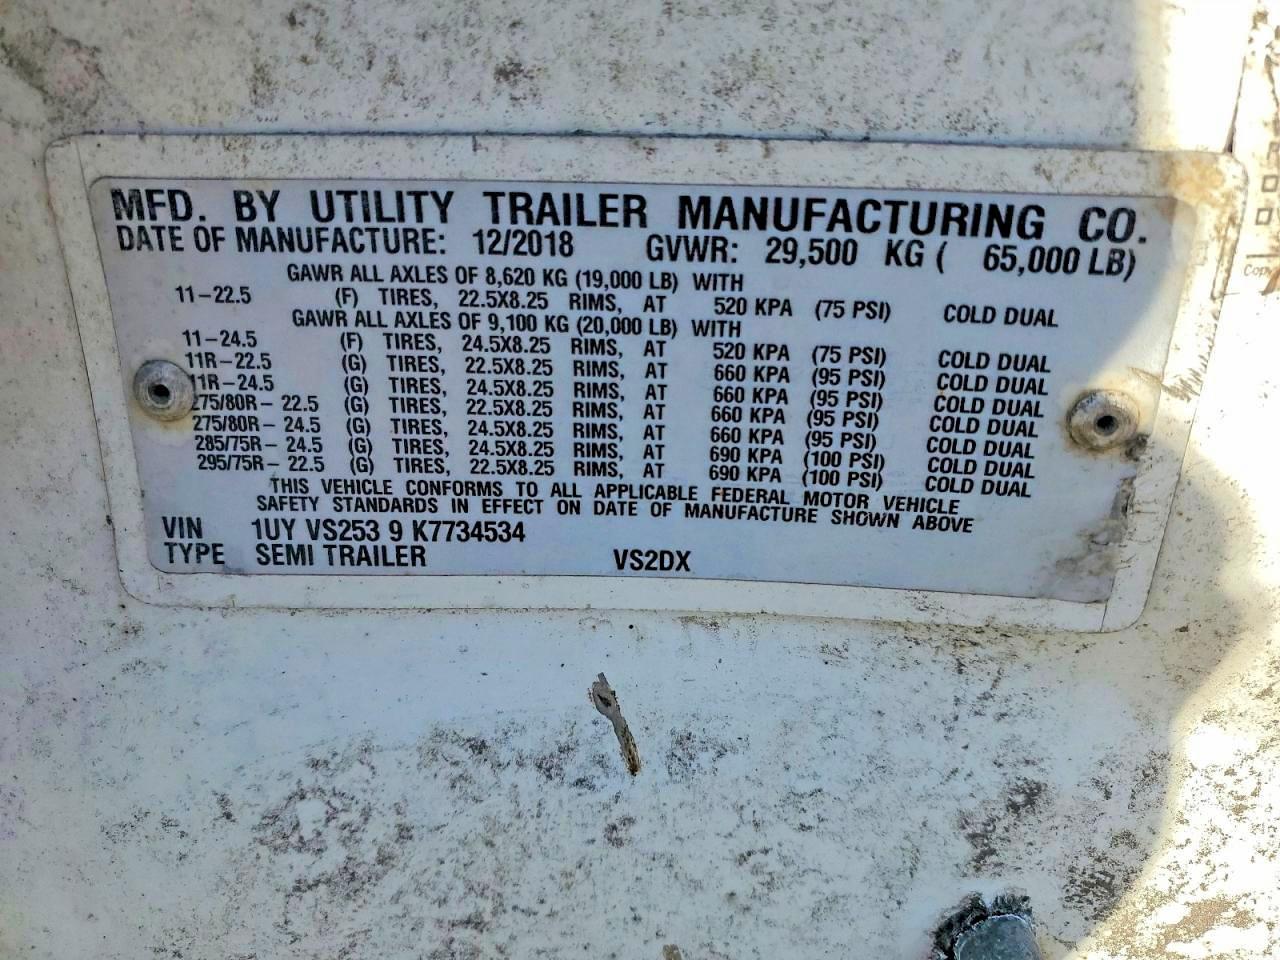 MFD. BY UTILITY TRAILER MANUFACTURING CO.
DATE OF MANUFACTURE: 12/2018 GVWR: 29,500 KG ( 65,000 LB)
GAWR ALL AXLES OF 8,620 KG (19,000 LB) WITH
11-22.5 (F) TIRES, 22.5X8.25 RIMS, AT 520 KPA (75 PSI) COLD DUAL
GAWR ALL AXLES OF 9,100 KG (20,000 LB) WITH
11-24.5 (F) TIRES, 24.5X8.25 RIMS, AT 520 KPA (75 PSI) COLD DUAL
11R-22.5 (G) TIRES, 22.5X8.25 RIMS, AT 660 KPA (95 PSI) COLD DUAL
11R-24.5 (G) TIRES, 24.5X8.25 RIMS, AT 660 KPA (95 PSI) COLD DUAL
275/80R- 22.5 (G) TIRES, 22.5X8.25 RIMS, AT 660 KPA (95 PSI) COLD DUAL
275/80R- 24.5 (G) TIRES, 24.5X8.25 RIMS, AT 660 KPA (95 PSI) COLD DUAL
285/75R- 24.5 (G) TIRES, 24.5X8.25 RIMS, AT 690 KPA (100 PSI) COLD DUAL
295/75R- 22.5 (G) TIRES, 22.5X8.25 RIMS, AT 690 KPA (100 PSI) COLD DUAL
THIS VEHICLE CONFORMS TO ALL APPLICABLE FEDERAL MOTOR VEHICLE
SAFETY STANDARDS IN EFFECT ON DATE OF MANUFACTURE SHOWN ABOVE
VIN 1UY VS253 9 K7734534
TYPE SEMI TRAILER VS2DX